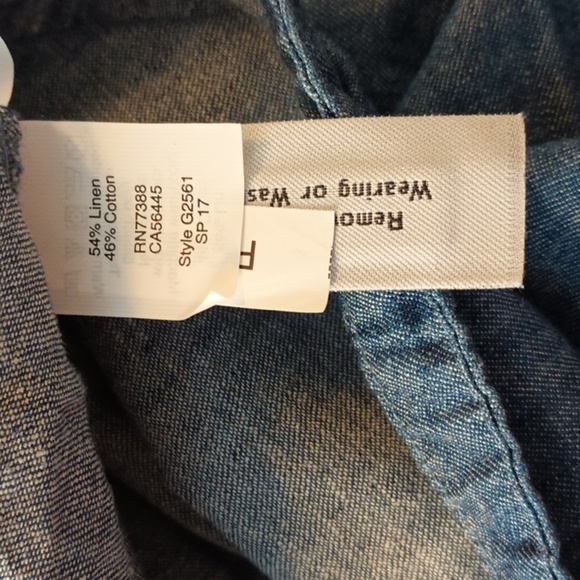 54% Linen
46% Cotton
RN77388
CA56445
Style G2561
SP 17
Remo
Wearing or Was